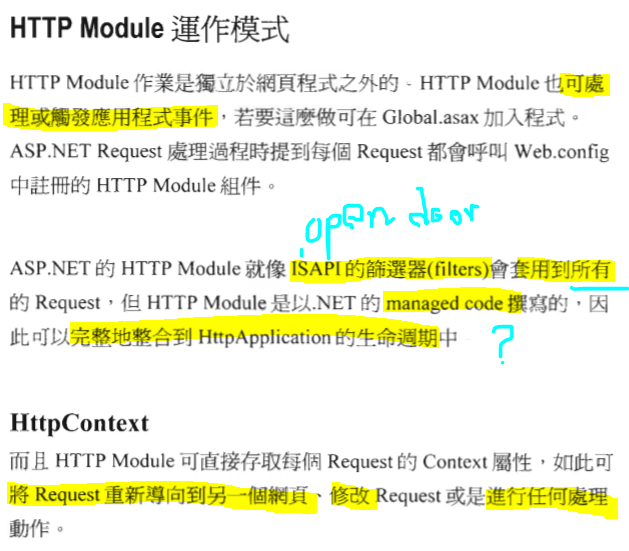 HTTP Module 運作模式
HTTP Module 作業是獨立於網頁程式之外的。HTTP Module 也可處
理或觸發應用程式事件，若要這麼做可在 Global.asax 加入程式。
ASP.NET Request 處理過程時提到每個 Request 都會呼叫 Web.config
中註冊的 HTTP Module 組件。
open door
ASP.NET 的 HTTP Module 就像 ISAPI 的篩選器(filters)會套用到所有
的 Request，但 HTTP Module 是以.NET 的 managed code 撰寫的，因
此可以完整地整合到 HttpApplication 的生命週期中
?
HttpContext
而且 HTTP Module 可直接存取每個 Request 的 Context 屬性，如此可
將 Request 重新導向到另一個網頁、修改 Request 或是進行任何處理
動作。